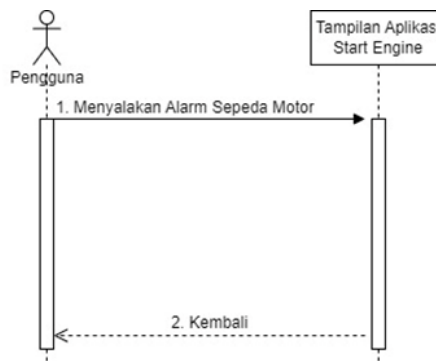 Pengguna
Tampilan Aplikas
Start Engine
1. Menyalakan Alarm Sepeda Motor
2. Kembali